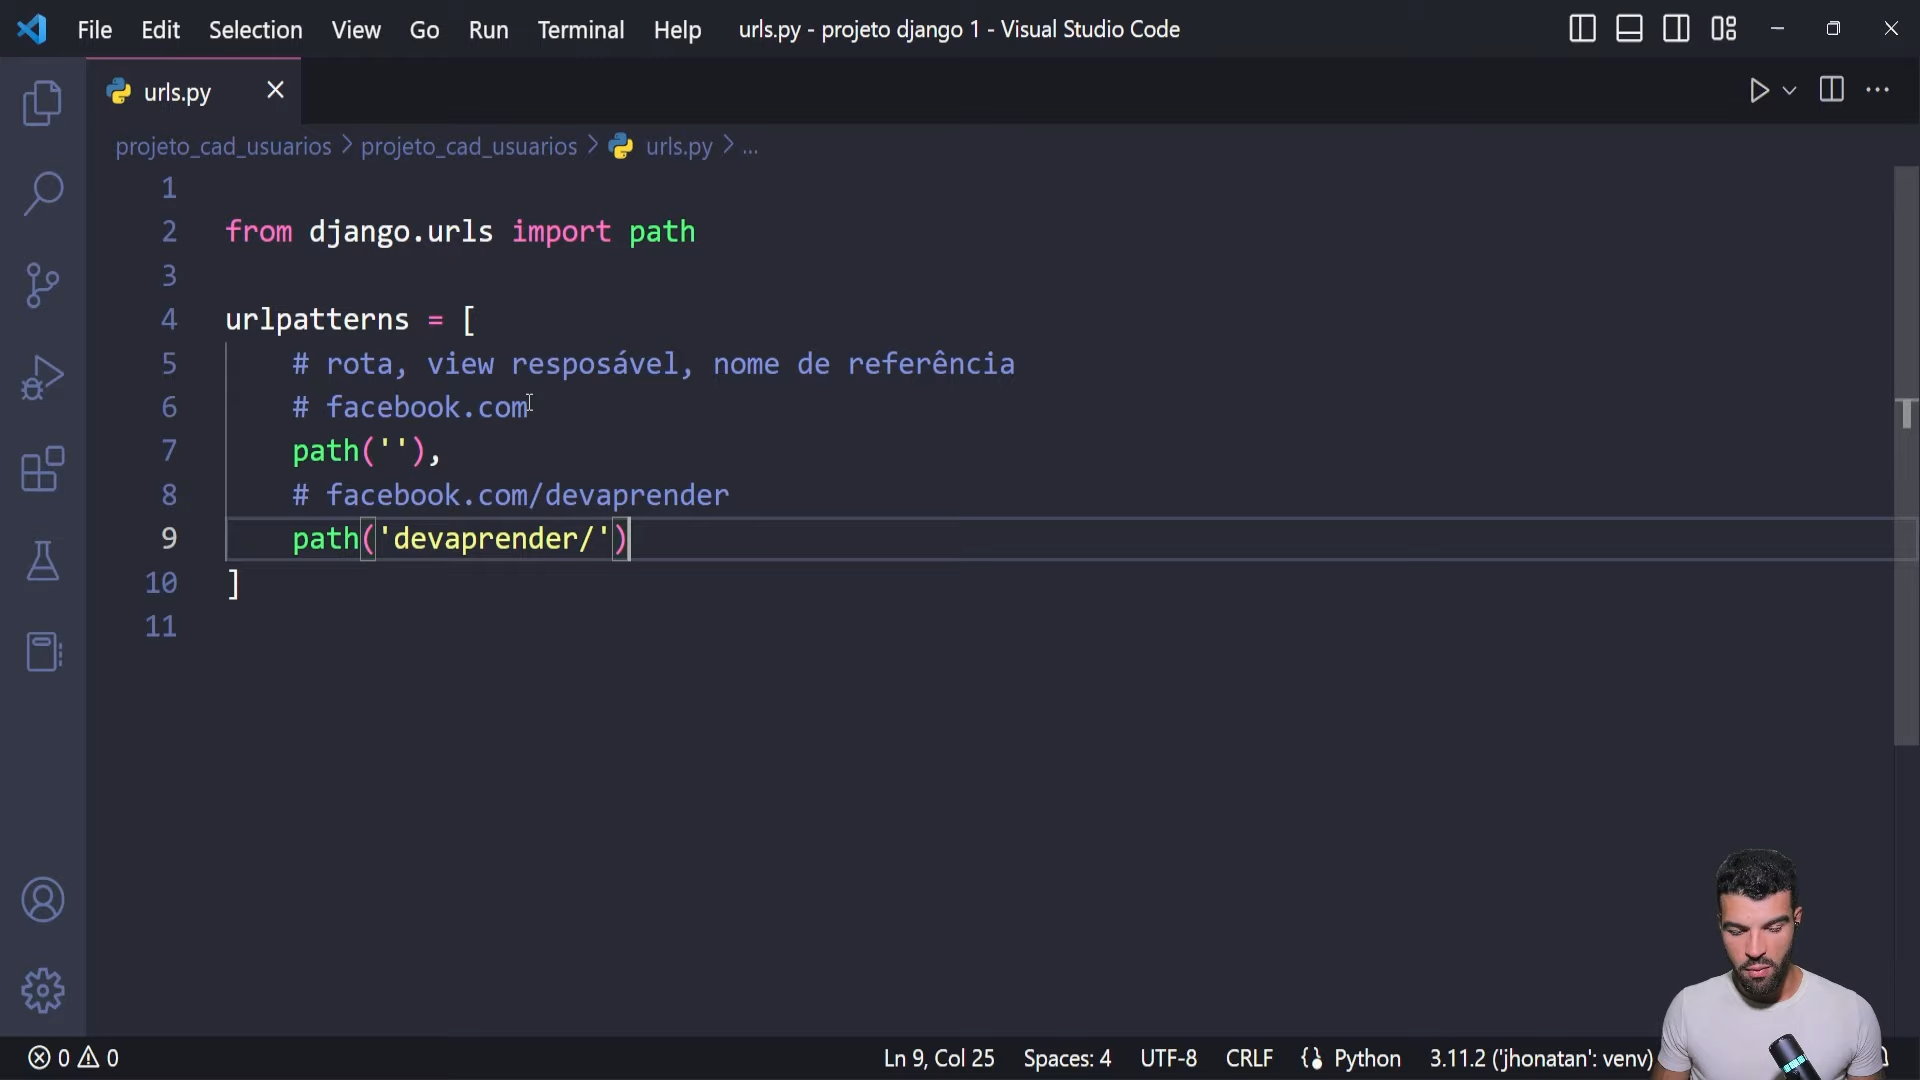 File Edit Selection View Go Run Terminal Help urls.py - projeto django 1 - Visual Studio Code
urls.py
projeto_cad_usuarios > projeto_cad_usuarios > urls.py > ...
1
2 from django.urls import path
3
4 urlpatterns = [
5 # rota, view resposável, nome de referência
6 # facebook.com
7 path(''),
8 # facebook.com/devaprender
9 path('devaprender/')
10 ]
11
0 0 Ln 9, Col 25 Spaces: 4 UTF-8 CRLF Python 3.11.2 ('jhonatan': venv)